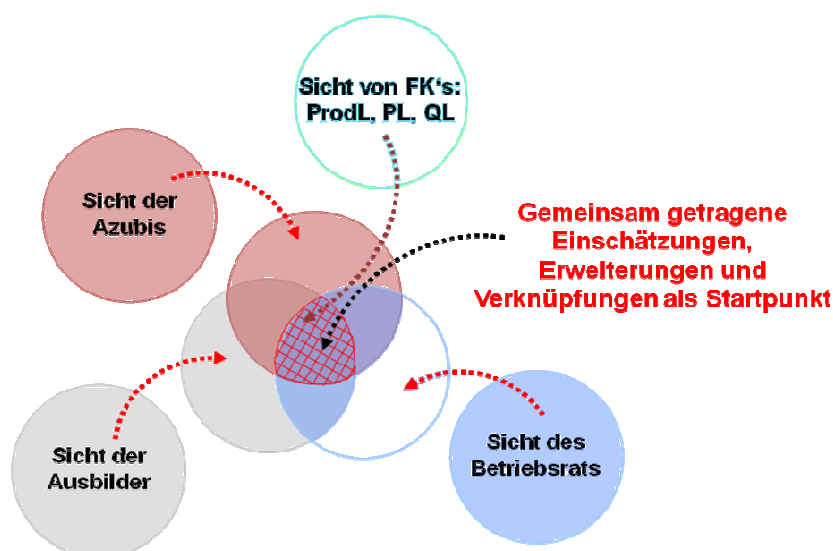 Sicht von FK's:
ProdL, PL, QL
Sicht der
Azubis
Gemeinsam getragene
Einschätzungen,
Erwelterungen und
Verknüpfungen als Startpunkt
Sicht der
Ausbilder
Sicht des
Betriebsrats